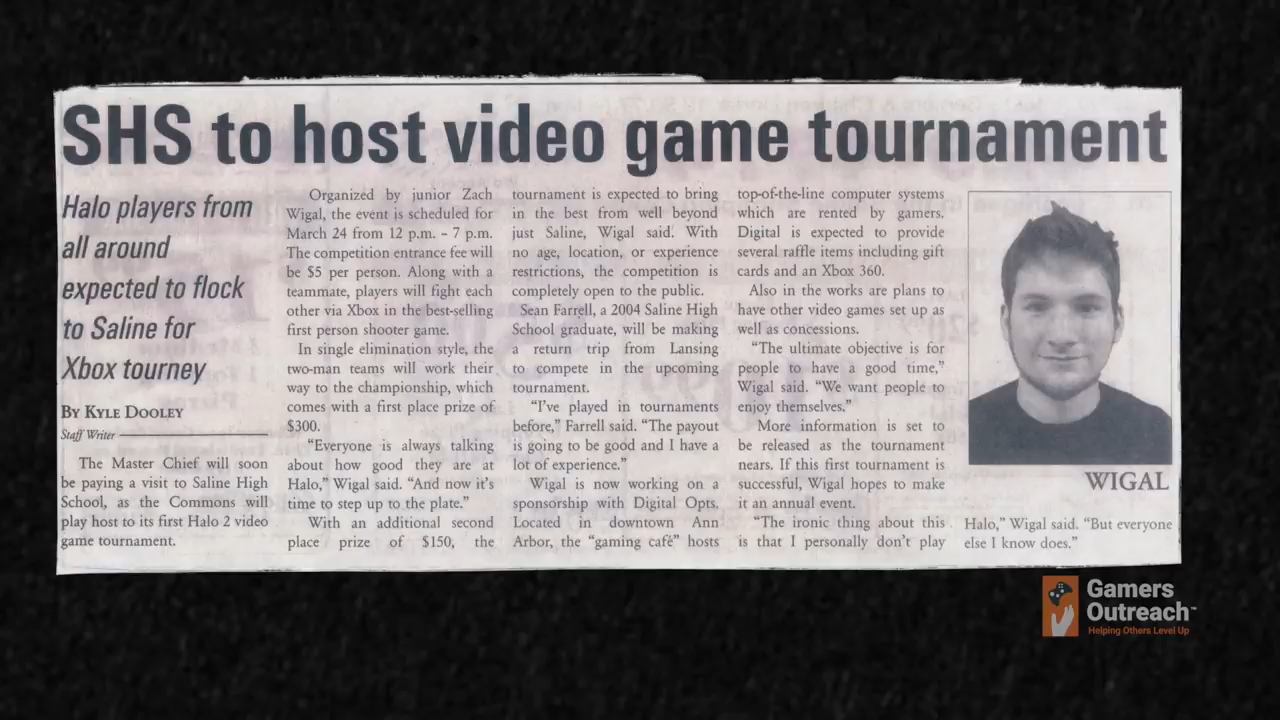 SHS to host video game tournament
Halo players from
all around
expected to flock
to Saline for
Xbox tourney
BY KYLE DOOLEY
Staff Writer
The Master Chief will soon
be paying a visit to Saline High
School, as the Commons will
play host to its first Halo 2 video
game tournament.
Organized by junior Zach
Wigal, the event is scheduled for
March 24 from 12 p.m. - 7 p.m.
The competition entrance fee will
be $5 per person. Along with a
teammate, players will fight each
other via Xbox in the best-selling
first person shooter game.
In single elimination style, the
two-man teams will work their
way to the championship, which
comes with a first place prize of
$300.
"Everyone is always talking
about how good they are at
Halo," Wigal said. "And now it's
time to step up to the plate."
With an additional second
place prize of $150, the
tournament is expected to bring
in the best from well beyond
just Saline, Wigal said. With
no age, location, or experience
restrictions, the competition is
completely open to the public.
Sean Farrell, a 2004 Saline High
School graduate, will be making
a return trip from Lansing
to compete in the upcoming
tournament.
"I've played in tournaments
before," Farrell said. "The payout
is going to be good and I have a
lot of experience."
Wigal is now working on a
sponsorship with Digital Opts.
Located in downtown Ann
Arbor, the "gaming café" hosts
top-of-the-line computer systems
which are rented by gamers.
Digital is expected to provide
several raffle items including gift
cards and an Xbox 360.
Also in the works are plans to
have other video games set up as
well as concessions.
"The ultimate objective is for
people to have a good time,"
Wigal said. "We want people to
enjoy themselves."
More information is set to
be released as the tournament
nears. If this first tournament is
successful, Wigal hopes to make
it an annual event.
"The ironic thing about this
is that I personally don't play
WIGAL
Halo," Wigal said. "But everyone
else I know does."
Gamers
Outreach™
Helping Others Level Up